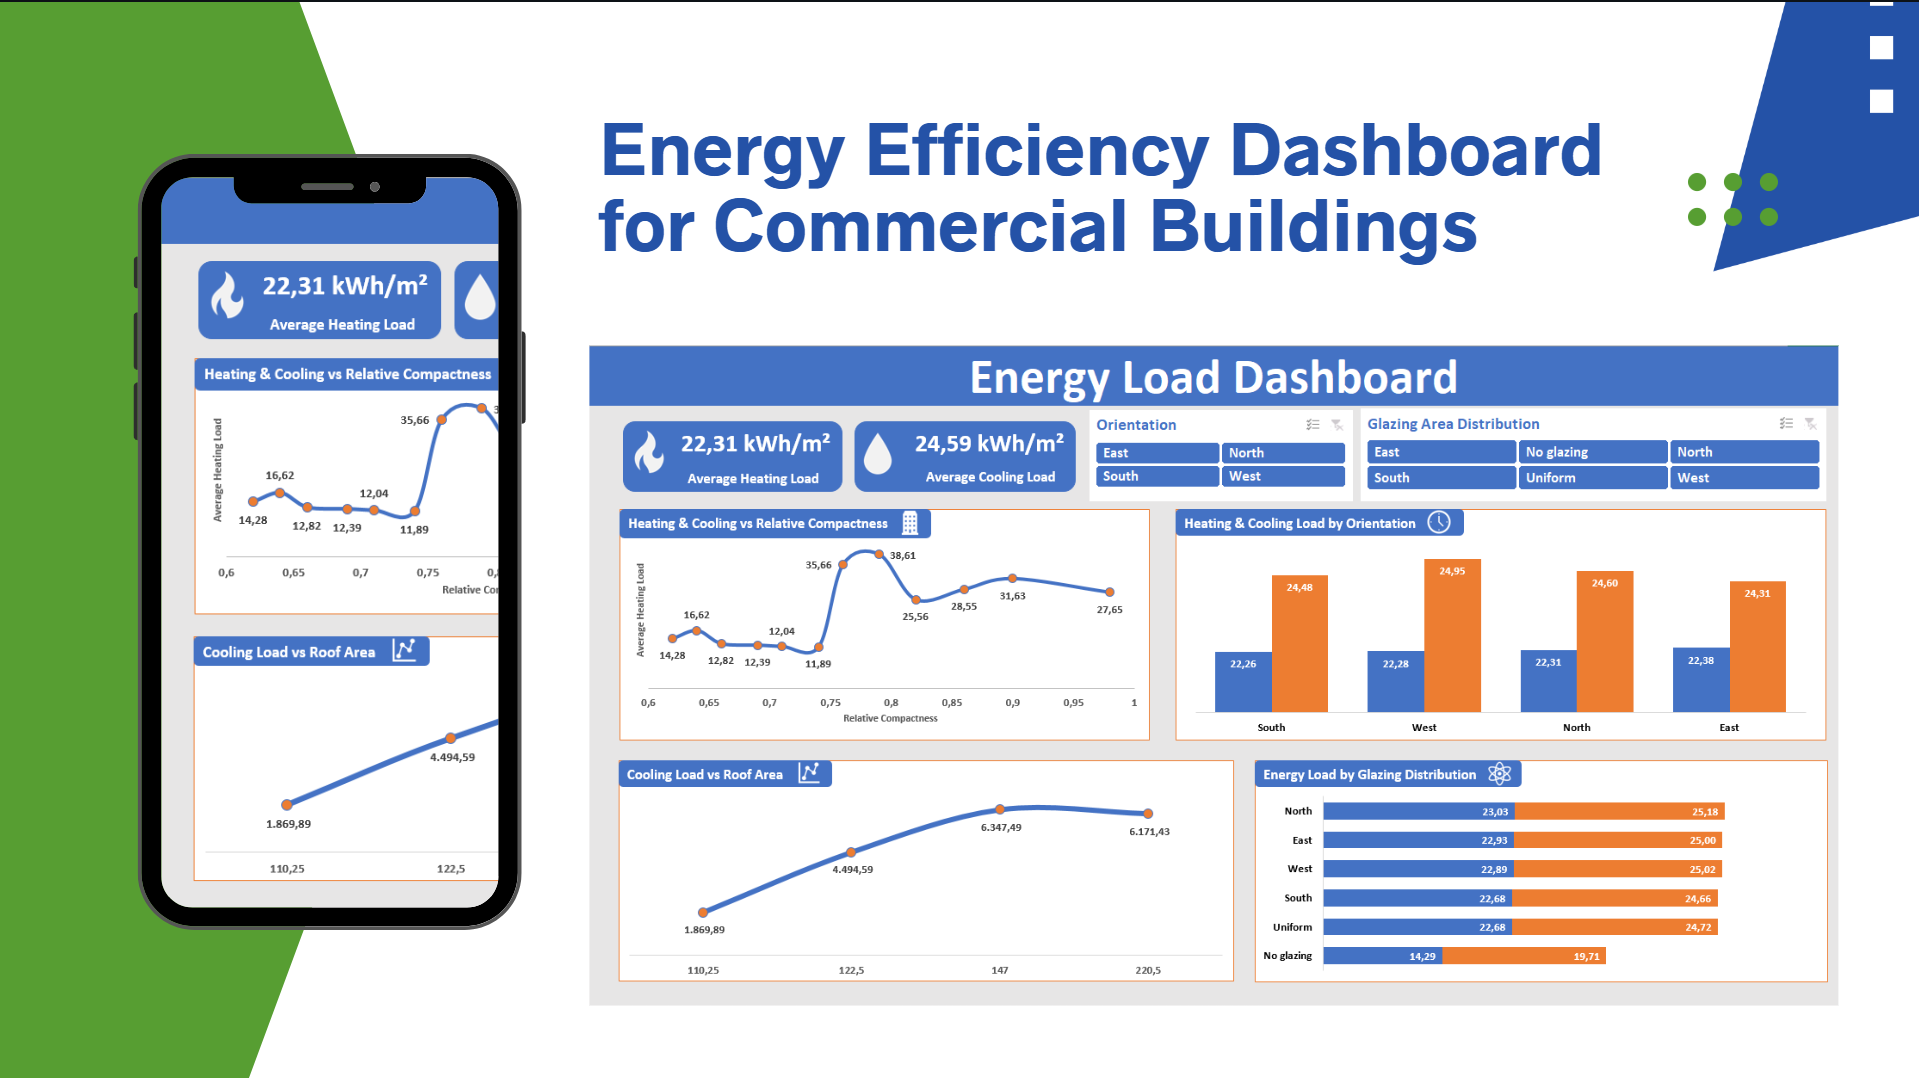 Energy Efficiency Dashboard
for Commercial Buildings
22,31 kWh/m²
Average Heating Load
Heating & Cooling vs Relative Compactness
Average Heating Load
35,66
16,62
12,04
14,28
12,82
12,39
11,89
0,6
0,65
0,7
0,75
Cooling Load vs Roof Area
4.494,59
1.869,89
110,25
122,5
Energy Load Dashboard
22,31 kWh/m²
Average Heating Load
24,59 kWh/m²
Average Cooling Load
Orientation
East
North
South
West
Glazing Area Distribution
East
No glazing
North
South
Uniform
West
Heating & Cooling vs Relative Compactness
Average Heating Load
35,66
38,61
16,62
12,04
14,28
12,82
12,39
11,89
25,56
28,55
31,63
27,65
0,6
0,65
0,7
0,75
0,8
0,85
0,9
0,95
1
Relative Compactness
Heating & Cooling Load by Orientation
24,48
24,95
24,60
24,31
22,26
22,28
22,31
22,38
South
West
North
East
Cooling Load vs Roof Area
6.347,49
6.171,43
4.494,59
1.869,89
110,25
122,5
147
220,5
Energy Load by Glazing Distribution
North 23,03 25,18
East 22,93 25,00
West 22,89 25,02
South 22,68 24,66
Uniform 22,68 24,72
No glazing 14,29 19,71